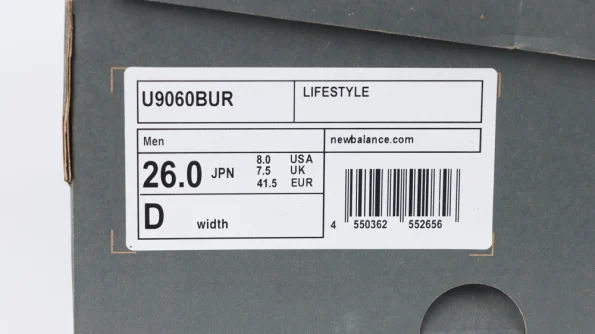 U9060BUR
LIFESTYLE
Men
newbalance.com
26.0 JPN
8.0 USA
7.5 UK
41.5 EUR
D width
4 550362 552656